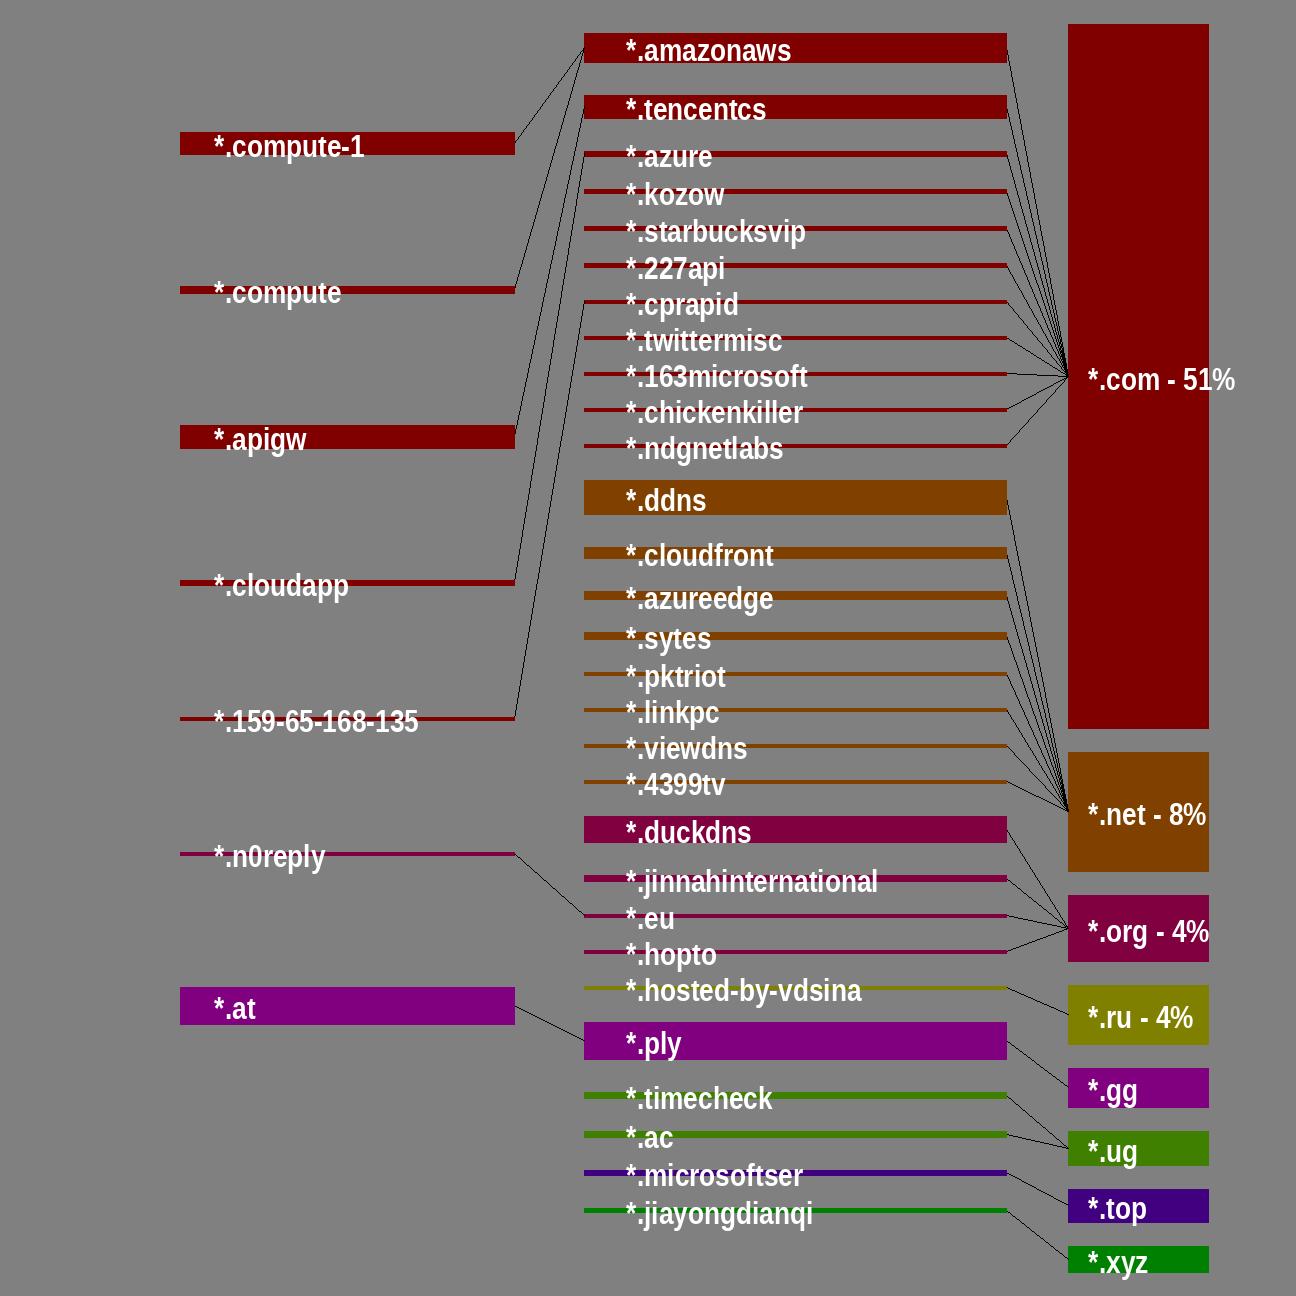 *.compute-1
*.compute
*.apigw
*.cloudapp
*.159-65-168-135
*.n0reply
*.at
*.amazonaws
*.tencentcs
*.azure
*.kozow
*.starbucksvip
*.227api
*.cprapid
*.twittermisc
*.163microsoft
*.chickenkiller
*.ndgnetlabs
*.ddns
*.cloudfront
*.azureedge
*.sytes
*.pktriot
*.linkpc
*.viewdns
*.4399tv
*.duckdns
*.jinnahinternational
*.eu
*.hopto
*.hosted-by-vdsina
*.ply
*.timecheck
*.ac
*.microsoftser
*.jiayongdianqi
*.com - 51%
*.net - 8%
*.org - 4%
*.ru - 4%
*.gg
*.ug
*.top
*.xyz